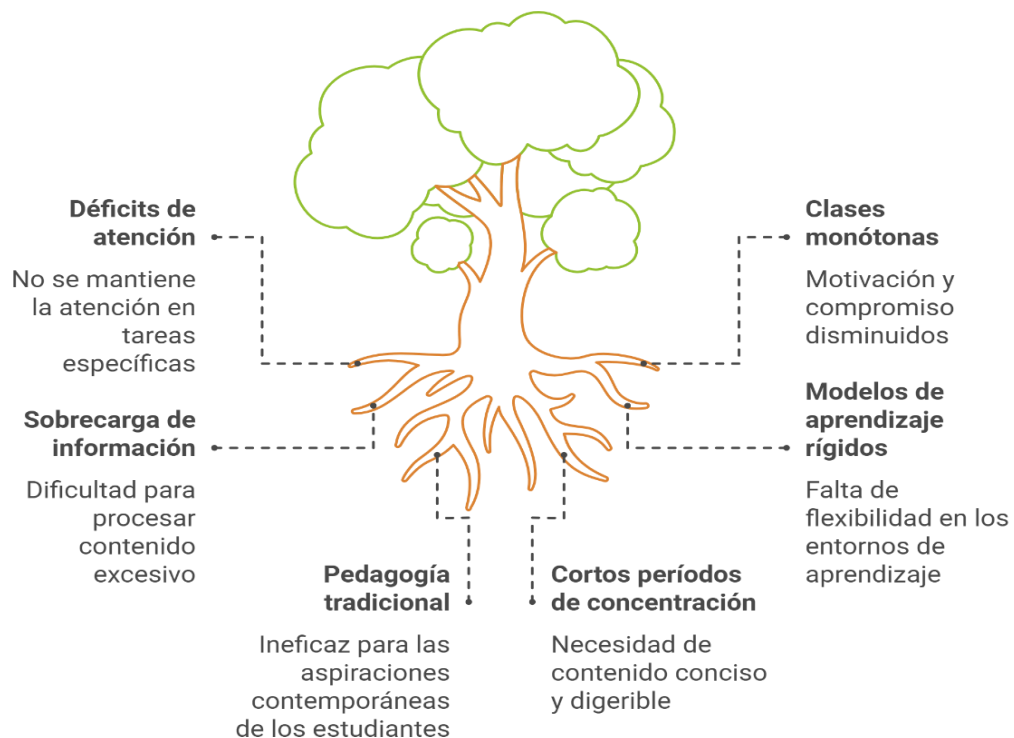 Déficits de
atención
No se mantiene
la atención en
tareas
específicas
Sobrecarga de
información
Dificultad para
procesar
contenido
excesivo
Pedagogía
tradicional
Ineficaz para las
aspiraciones
contemporáneas
de los estudiantes
Cortos períodos
de concentración
Necesidad de
contenido conciso
y digerible
Clases
monótonas
Motivación y
compromiso
disminuidos
Modelos de
aprendizaje
rígidos
Falta de
flexibilidad en los
entornos de
aprendizaje